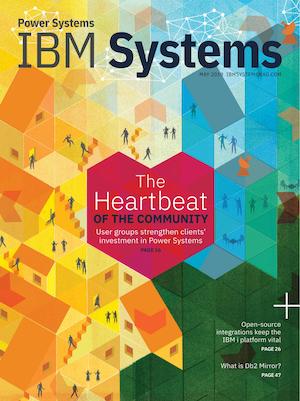 Power Systems
IBM Systems
MAY 2019 IBMSYSTEMSMAG.COM
The
Heartbeat
OF THE COMMUNITY
User groups strengthen clients'
investment in Power Systems
PAGE 16
Open-source
integrations keep the
IBM i platform vital
PAGE 26
What is Db2 Mirror?
PAGE 47